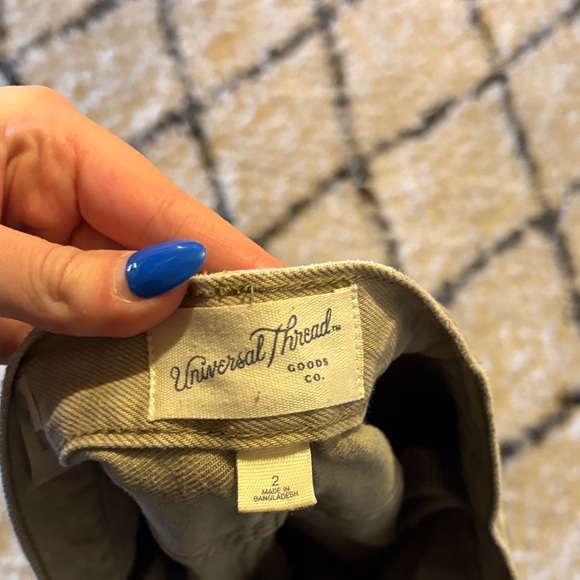 Universal Thread™
GOODS
CO.
2
MADE IN
BANGLADESH